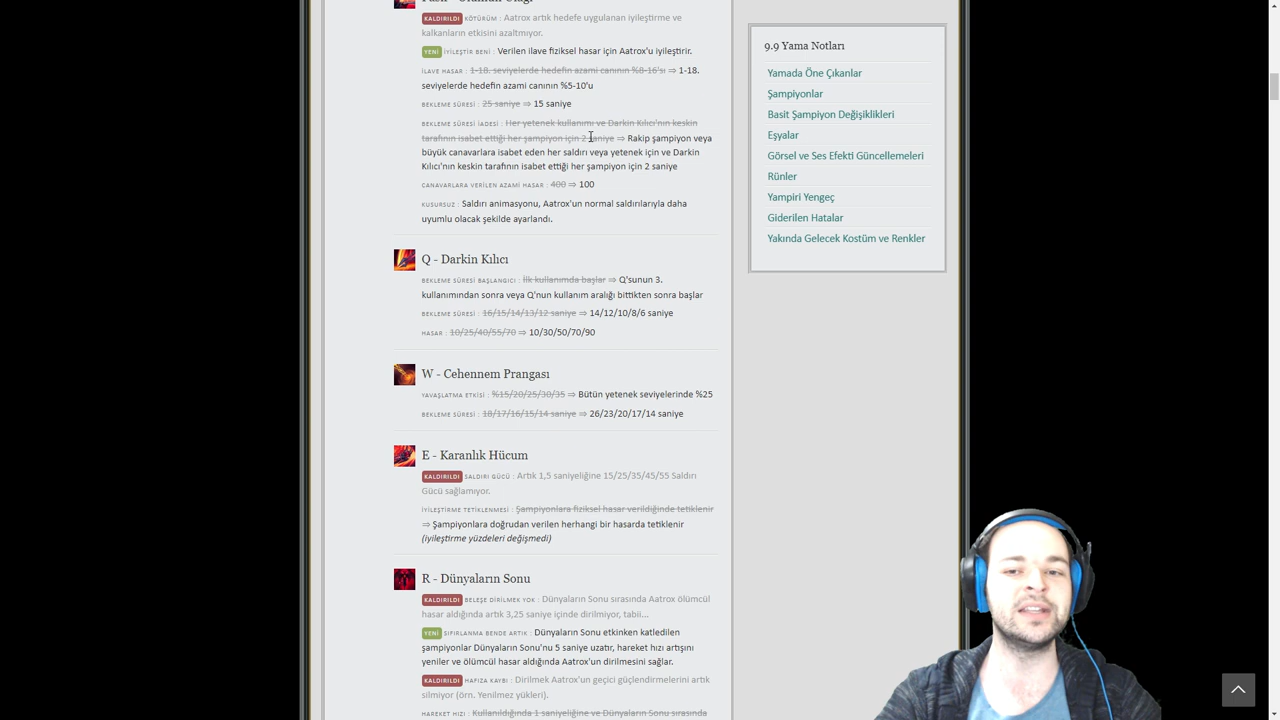 KALDIRILDI KÖTÜRÜM : Aatrox artık hedefe uygulanan iyileştirme ve
kalkanların etkisini azaltmıyor.
YENİ İYİLEŞTİR BENİ : Verilen ilave fiziksel hasar için Aatrox'u iyileştirir.
İLAVE HASAR : 1-18. seviyelerde hedefin azami canının %8-16'sı ⇒ 1-18.
seviyelerde hedefin azami canının %5-10'u
BEKLEME SÜRESİ : 25 saniye ⇒ 15 saniye
BEKLEME SÜRESİ İADESİ : Her yetenek kullanımı ve Darkin Kılıcı'nın keskin
tarafının isabet ettiği her şampiyon için 2 saniye ⇒ Rakip şampiyon veya
büyük canavarlara isabet eden her saldırı veya yetenek için ve Darkin
Kılıcı'nın keskin tarafının isabet ettiği her şampiyon için 2 saniye
CANAVARLARA VERİLEN AZAMİ HASAR : 400 ⇒ 100
KUSURSUZ : Saldırı animasyonu, Aatrox'un normal saldırılarıyla daha
uyumlu olacak şekilde ayarlandı.
Q - Darkin Kılıcı
BEKLEME SÜRESİ BAŞLANGICI : İlk kullanımda başlar ⇒ Q'sunun 3.
kullanımından sonra veya Q'nun kullanım aralığı bittikten sonra başlar
BEKLEME SÜRESİ : 16/15/14/13/12 saniye ⇒ 14/12/10/8/6 saniye
HASAR : 10/25/40/55/70 ⇒ 10/30/50/70/90
W - Cehennem Prangası
YAVAŞLATMA ETKİSİ : %15/20/25/30/35 ⇒ Bütün yetenek seviyelerinde %25
BEKLEME SÜRESİ : 18/17/16/15/14 saniye ⇒ 26/23/20/17/14 saniye
E - Karanlık Hücum
KALDIRILDI SALDIRI GÜCÜ : Artık 1,5 saniyeliğine 15/25/35/45/55 Saldırı
Gücü sağlamıyor.
İYİLEŞTİRME TETİKLENMESİ : Şampiyonlara fiziksel hasar verildiğinde tetiklenir
⇒ Şampiyonlara doğrudan verilen herhangi bir hasarda tetiklenir
(iyileştirme yüzdeleri değişmedi)
R - Dünyaların Sonu
KALDIRILDI BELEŞE DİRİLMEK YOK : Dünyaların Sonu sırasında Aatrox ölümcül
hasar aldığında artık 3,25 saniye içinde dirilmiyor, tabii...
YENİ SIFIRLANMA BENDE ARTIK : Dünyaların Sonu etkinken katledilen
şampiyonlar Dünyaların Sonu'nu 5 saniye uzatır, hareket hızı artışını
yeniler ve ölümcül hasar aldığında Aatrox'un dirilmesini sağlar.
KALDIRILDI HAFIZA KAYBI : Dirilmek Aatrox'un geçici güçlendirmelerini artık
silmiyor (örn. Yenilmez yükleri).
HAREKET HIZI : Kullanıldığında 1 saniyeliğine ve Dünyaların Sonu sırasında
9.9 Yama Notları
Yamada Öne Çıkanlar
Şampiyonlar
Basit Şampiyon Değişiklikleri
Eşyalar
Görsel ve Ses Efekti Güncellemeleri
Rünler
Yampiri Yengeç
Giderilen Hatalar
Yakında Gelecek Kostüm ve Renkler